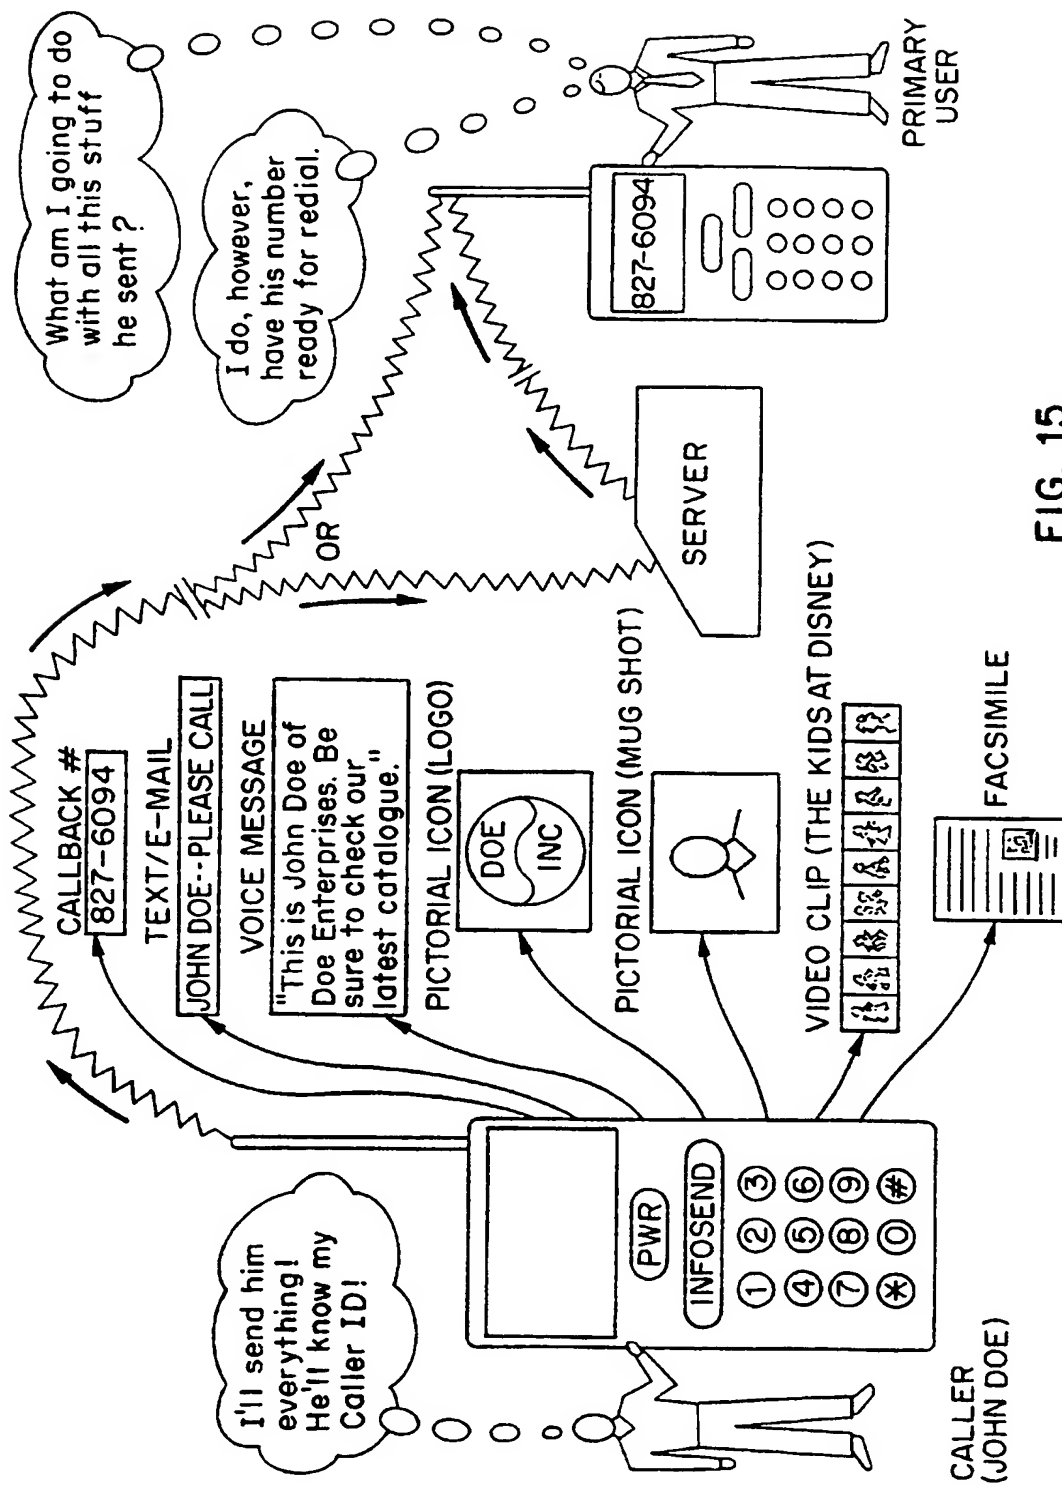 I'll send him
everything!
He'll know my
Caller ID!
CALLER
(JOHN DOE)
PWR
INFOSEND
1 2 3
4 5 6
7 8 9
* 0 #
CALLBACK #
827-6094
TEXT/E-MAIL
JOHN DOE--PLEASE CALL
VOICE MESSAGE
"This is John Doe of
Doe Enterprises. Be
sure to check our
latest catalogue."
PICTORIAL ICON (LOGO)
DOE
INC
PICTORIAL ICON (MUG SHOT)
VIDEO CLIP (THE KIDS AT DISNEY)
FACSIMILE
OR
SERVER
What am I going to do
with all this stuff
he sent?
I do, however,
have his number
ready for redial.
827-6094
PRIMARY
USER
FIG. 15